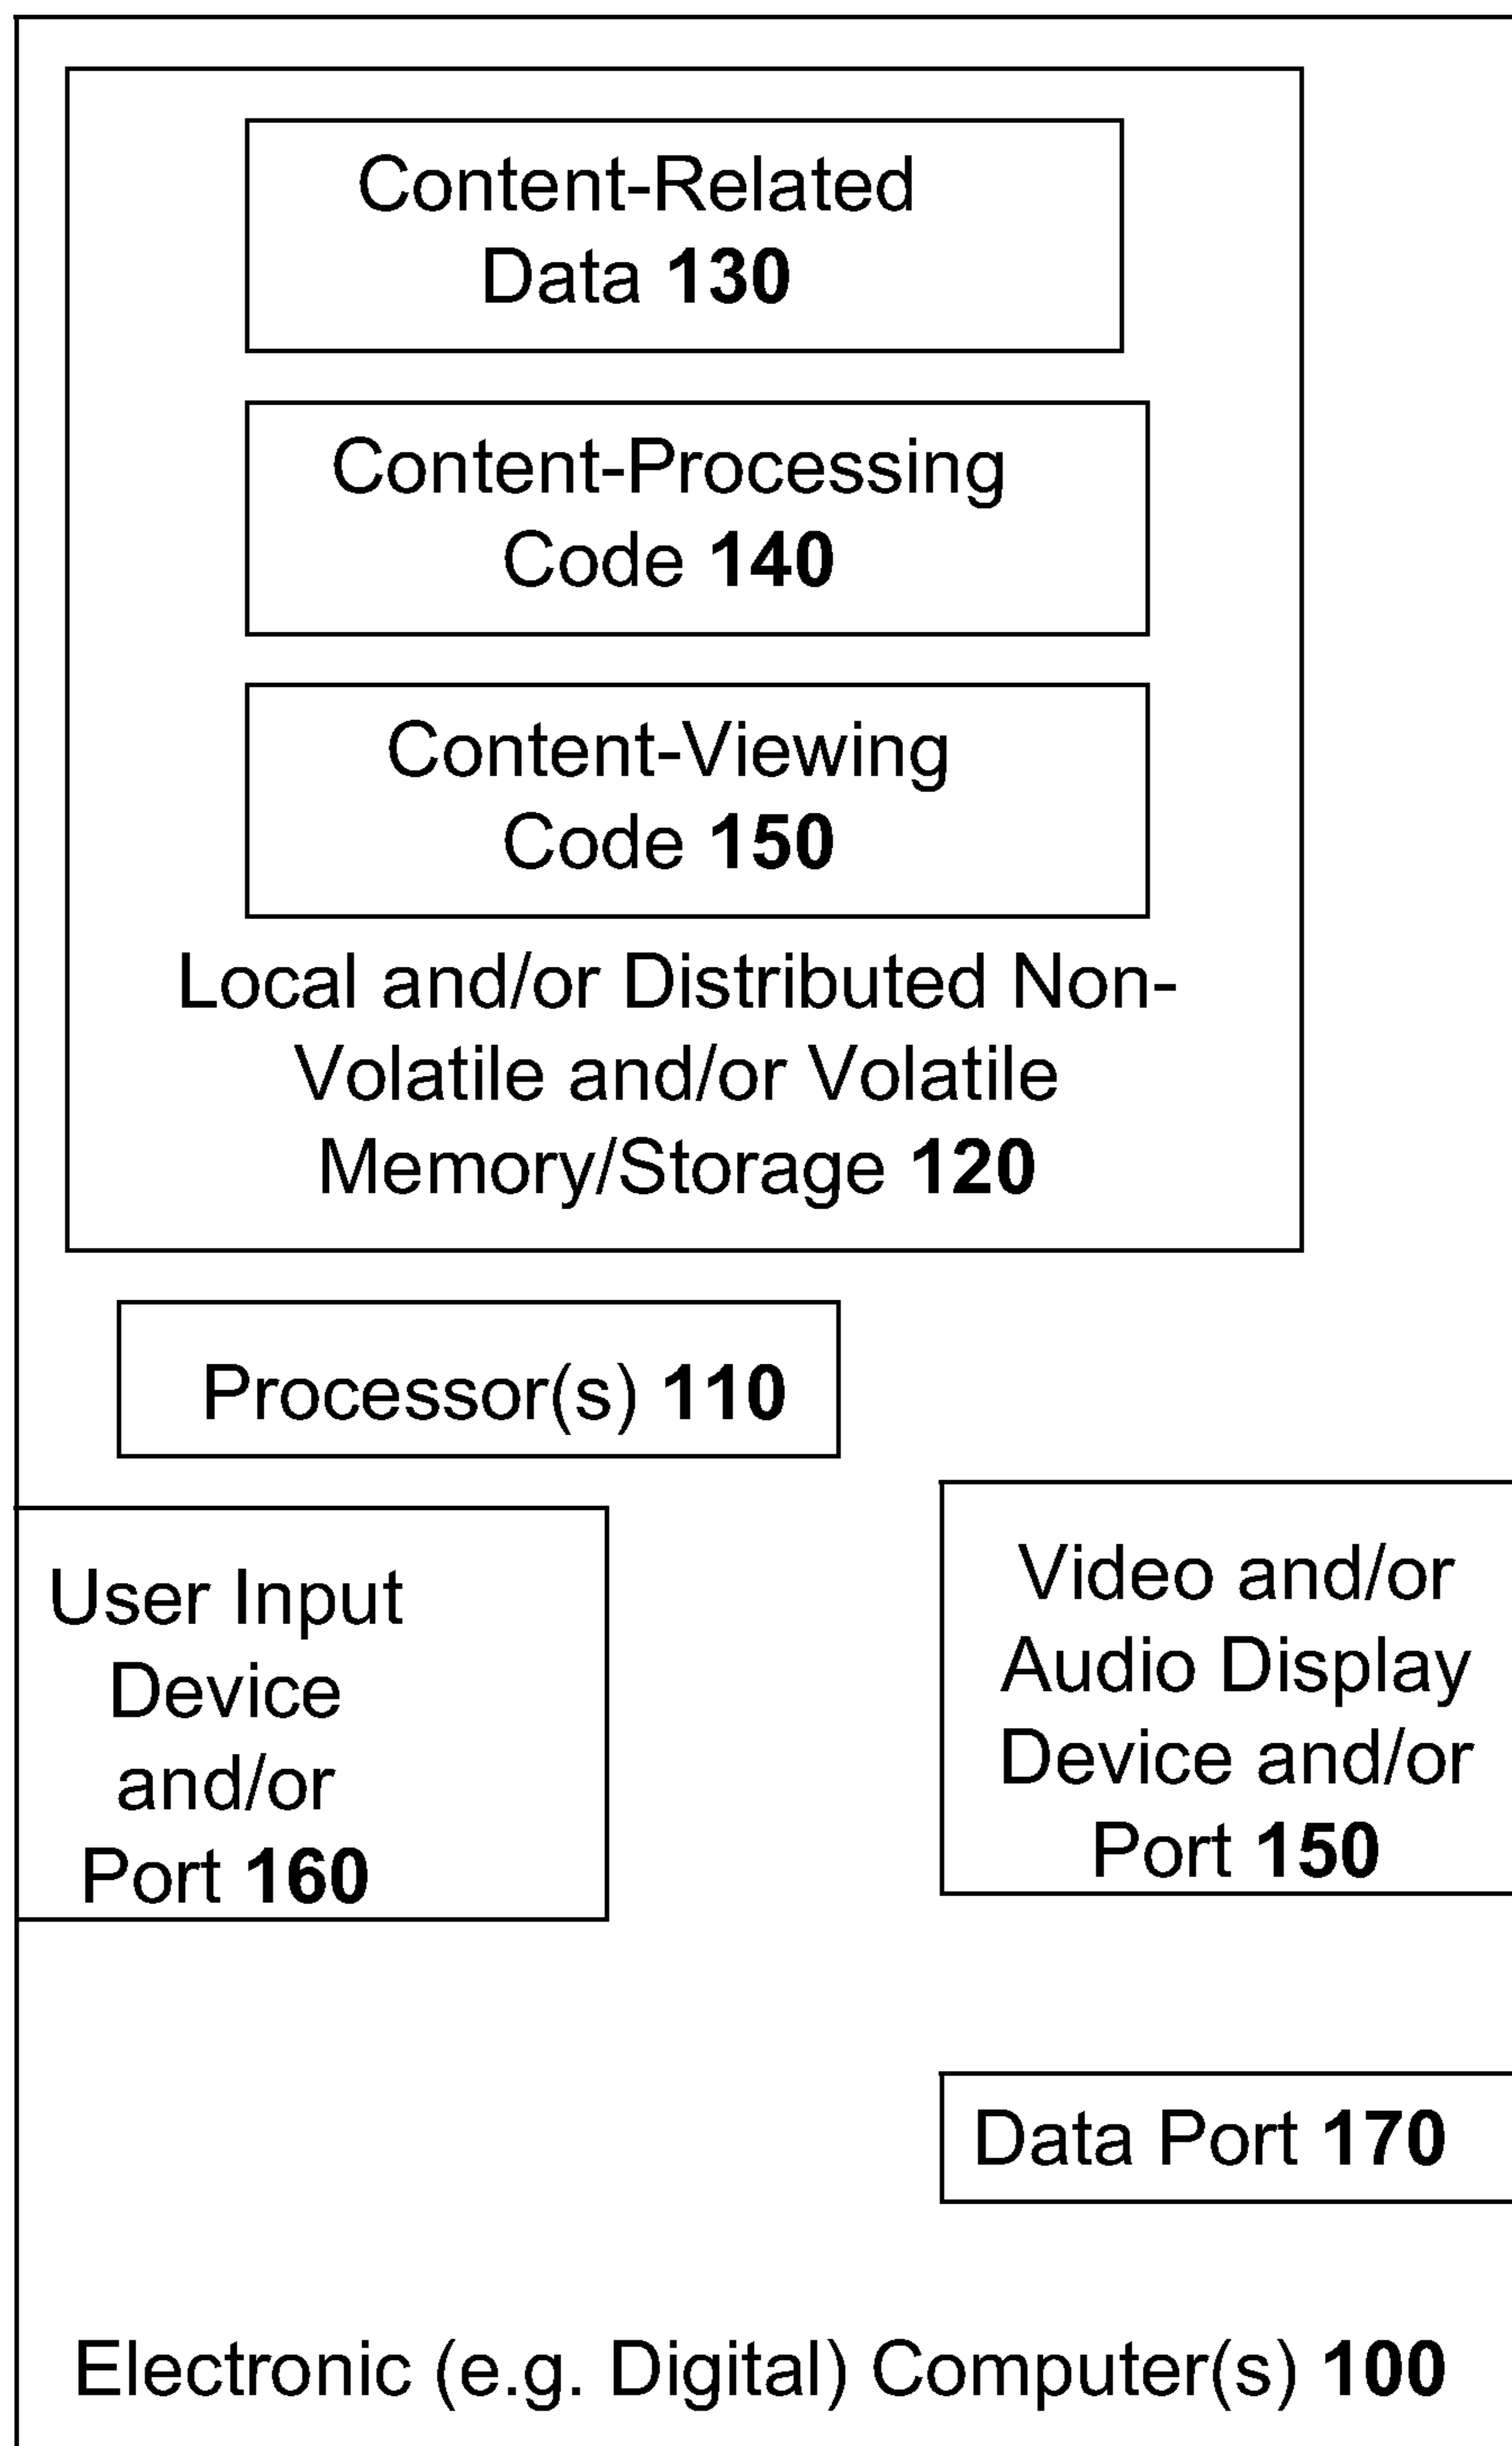 Content-Related
Data 130
Content-Processing
Code 140
Content-Viewing
Code 150
Local and/or Distributed Non-
Volatile and/or Volatile
Memory/Storage 120
Processor(s) 110
User Input
Device
and/or
Port 160
Video and/or
Audio Display
Device and/or
Port 150
Data Port 170
Electronic (e.g. Digital) Computer(s) 100